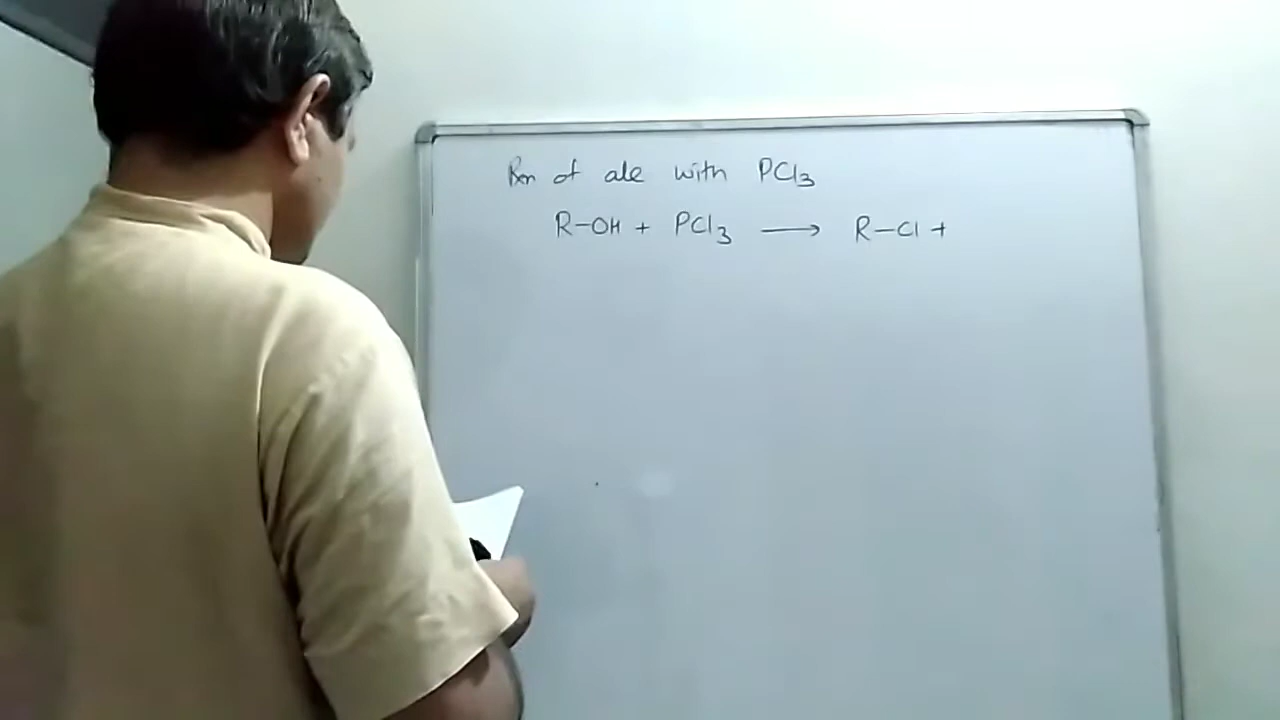 Rxn of alc with PCl3
R-OH + PCl3 ⟶ R-Cl +